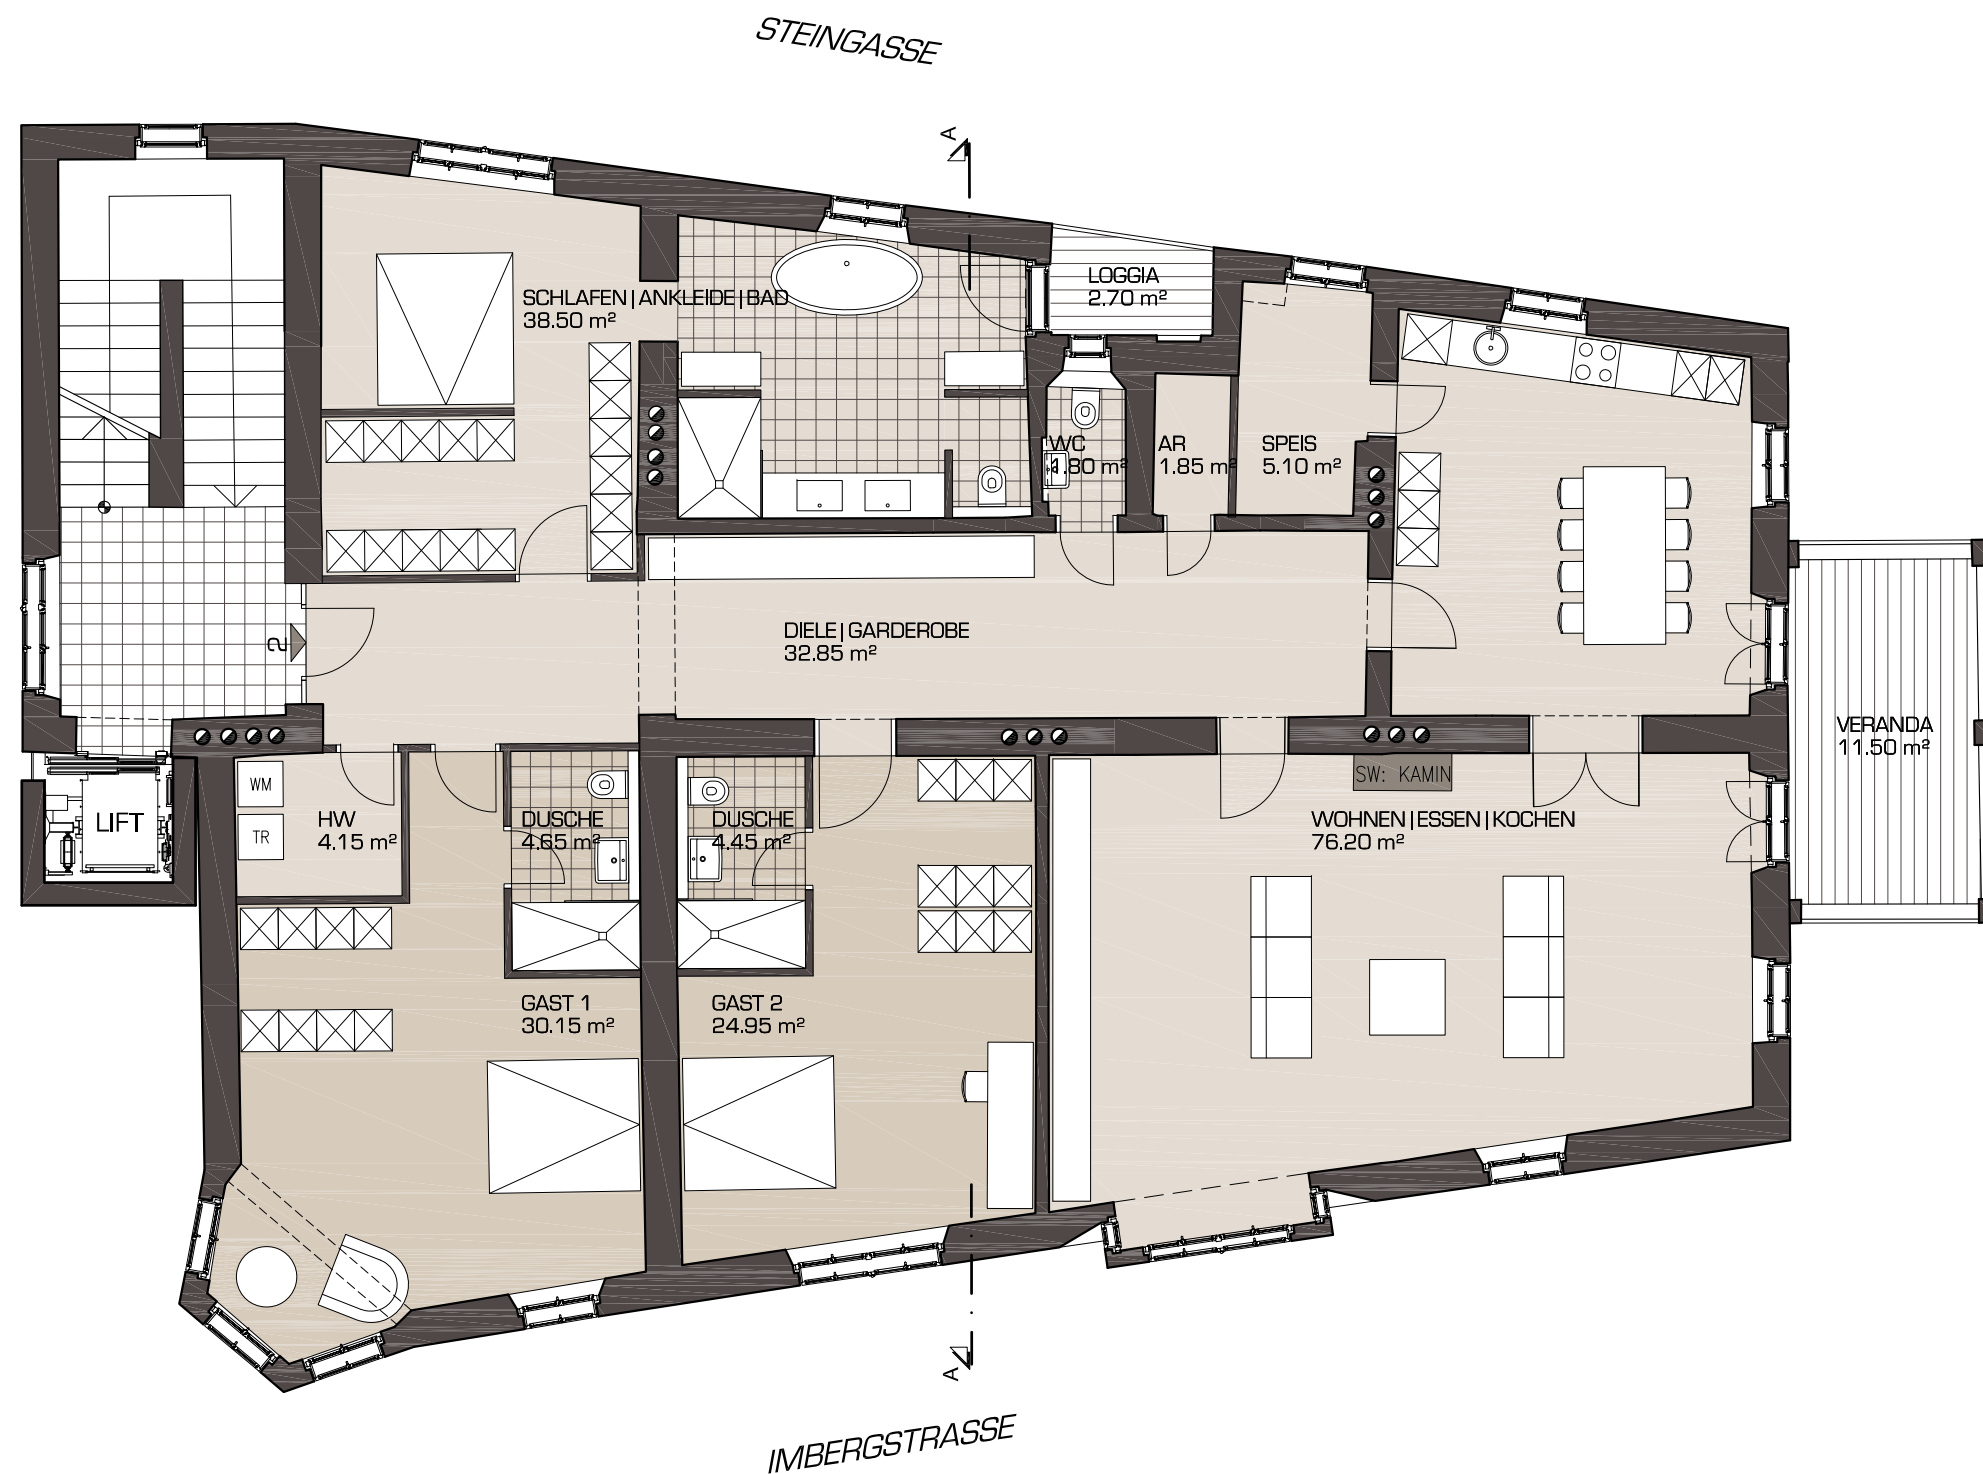 STEINGASSE
A
LOGGIA
2.70 m²
SCHLAFEN|ANKLEIDE|BAD
38.50 m²
WC
1.80 m²
AR
1.85 m²
SPEIS
5.10 m²
2
DIELE|GARDEROBE
32.85 m²
VERANDA
11.50 m²
SW: KAMIN
WM
TR
LIFT
HW
4.15 m²
DUSCHE
4.65 m²
DUSCHE
4.45 m²
WOHNEN|ESSEN|KOCHEN
76.20 m²
GAST 1
30.15 m²
GAST 2
24.95 m²
A
IMBERGSTRASSE